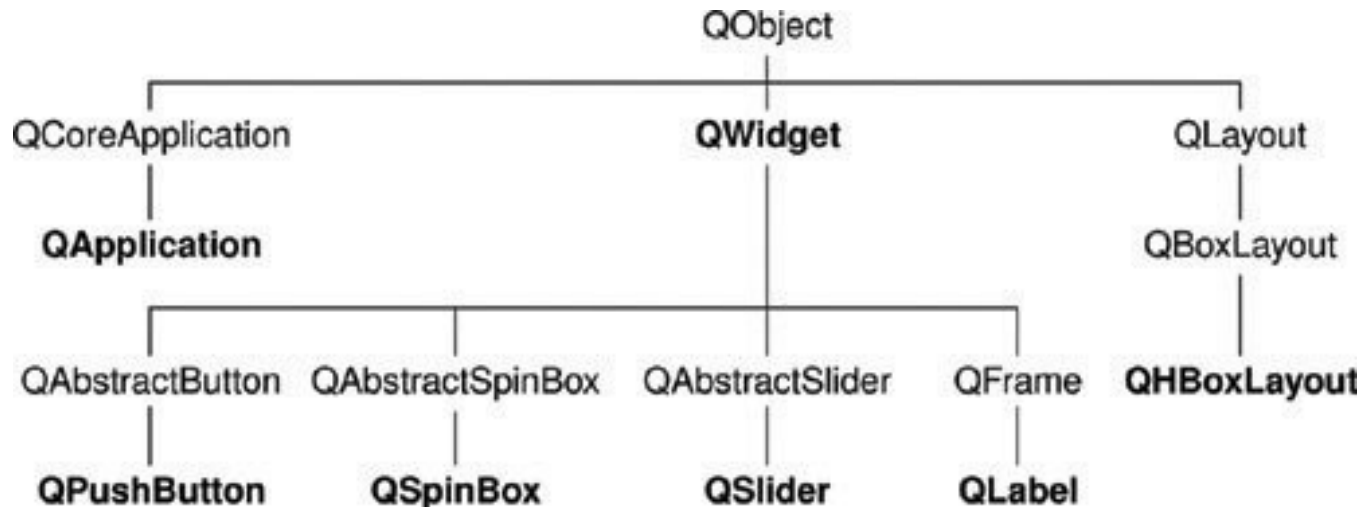 QObject
QCoreApplication QWidget QLayout
QApplication QBoxLayout
QAbstractButton QAbstractSpinBox QAbstractSlider QFrame QHBoxLayout
QPushButton QSpinBox QSlider QLabel